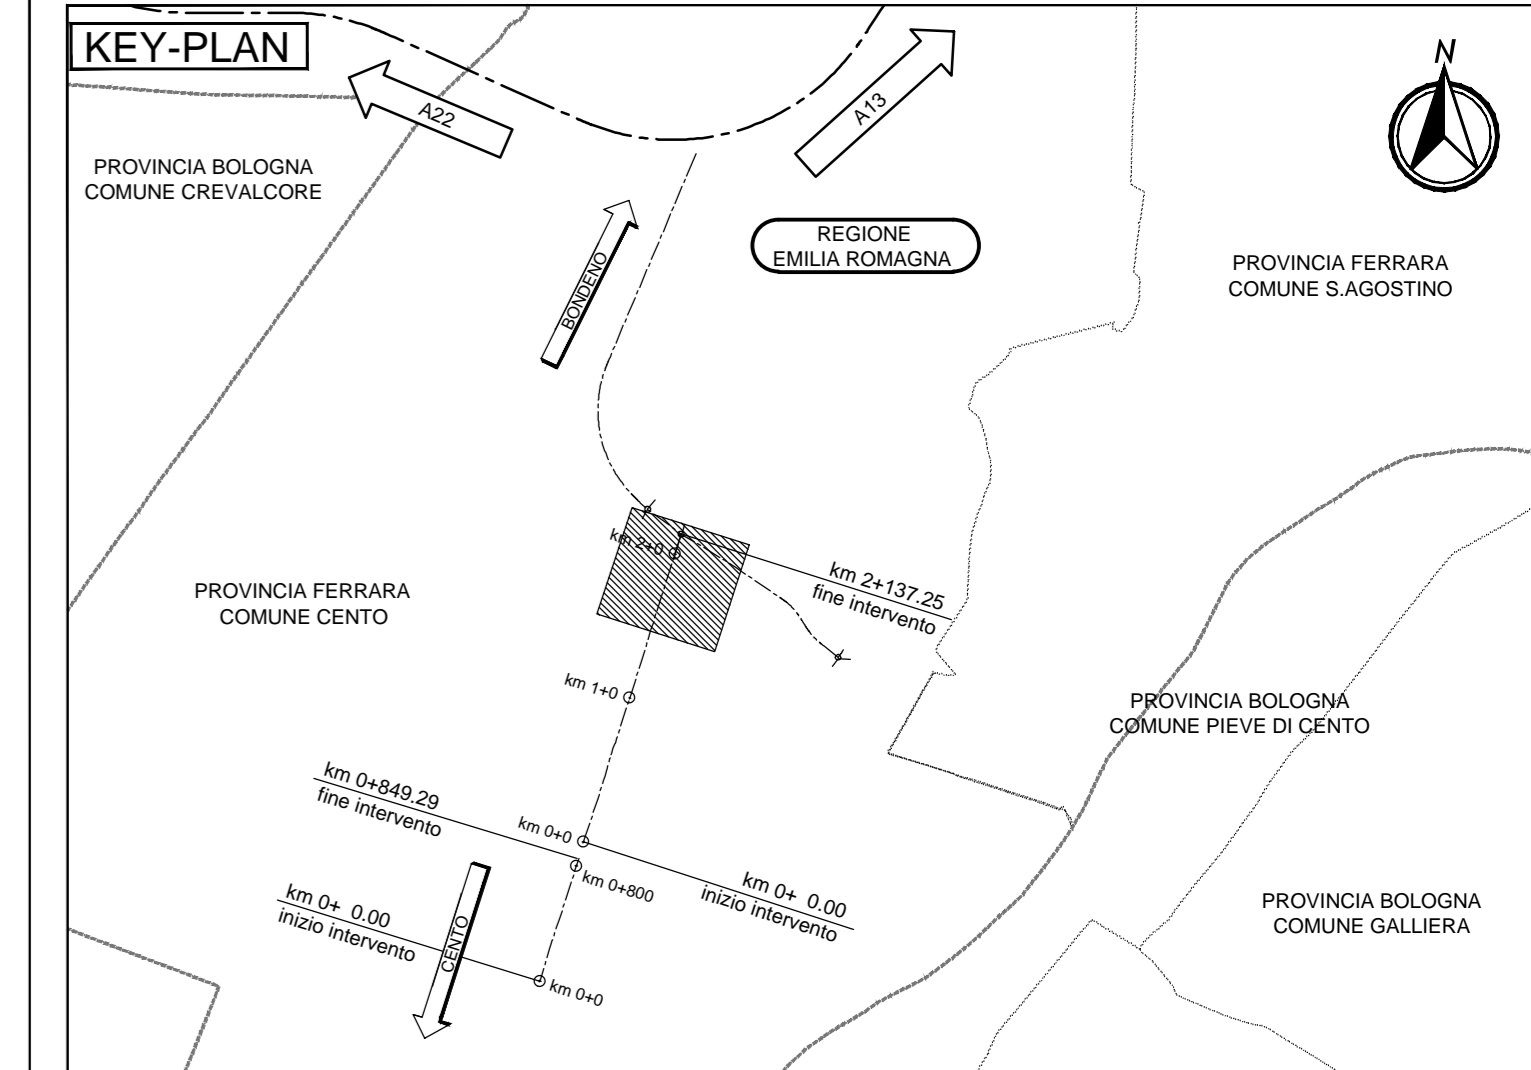 KEY-PLAN
N
A22
A13
PROVINCIA BOLOGNA
COMUNE CREVALCORE
REGIONE
EMILIA ROMAGNA
PROVINCIA FERRARA
COMUNE S.AGOSTINO
BONDENO
km 2+0
km 2+137.25
fine intervento
PROVINCIA FERRARA
COMUNE CENTO
km 1+0
PROVINCIA BOLOGNA
COMUNE PIEVE DI CENTO
km 0+849.29
fine intervento
km 0+0
km 0+800
km 0+ 0.00
inizio intervento
km 0+ 0.00
inizio intervento
CENTO
km 0+0
PROVINCIA BOLOGNA
COMUNE GALLIERA